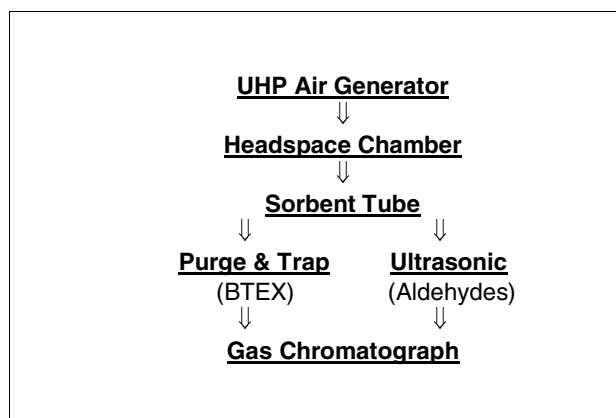 UHP Air Generator
⇓
Headspace Chamber
⇓
Sorbent Tube
⇓ ⇓
Purge & Trap Ultrasonic
(BTEX) (Aldehydes)
⇓ ⇓
Gas Chromatograph